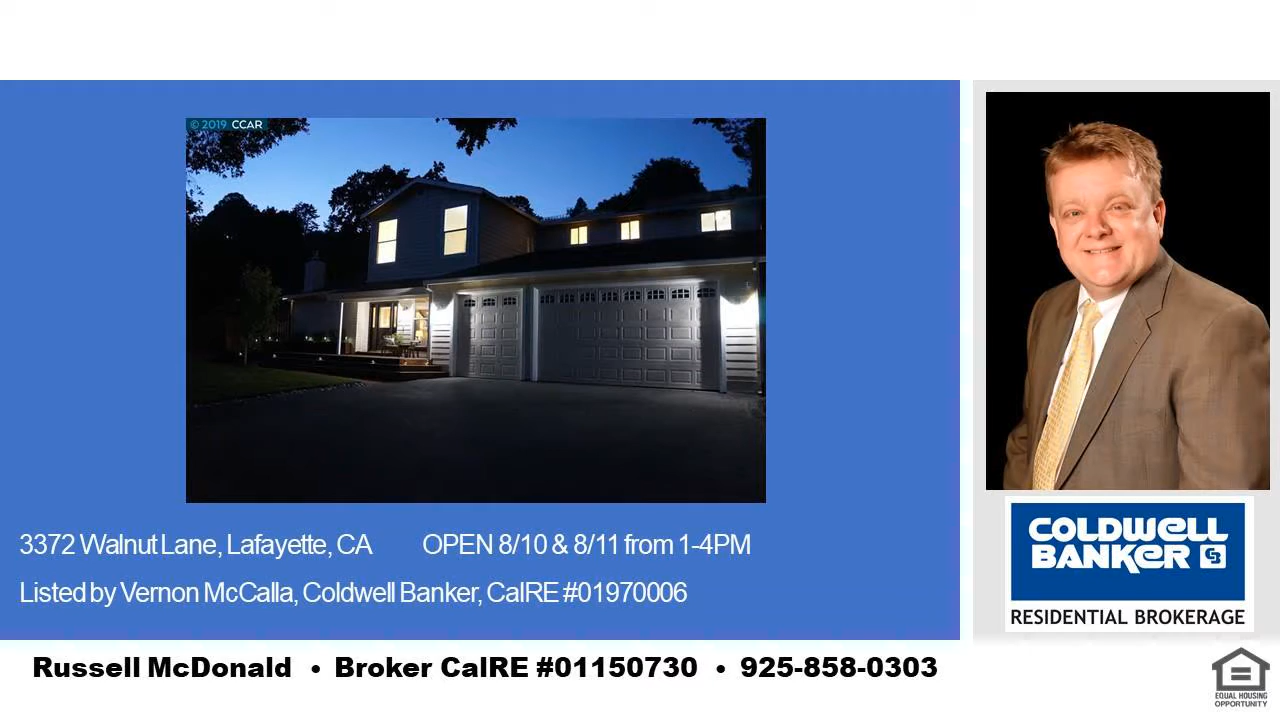 © 2019 CCAR
3372 Walnut Lane, Lafayette, CA OPEN 8/10 & 8/11 from 1-4PM
Listed by Vernon McCalla, Coldwell Banker, CalRE #01970006
COLDWELL
BANKER CB
RESIDENTIAL BROKERAGE
Russell McDonald • Broker CalRE #01150730 • 925-858-0303
EQUAL HOUSING
OPPORTUNITY